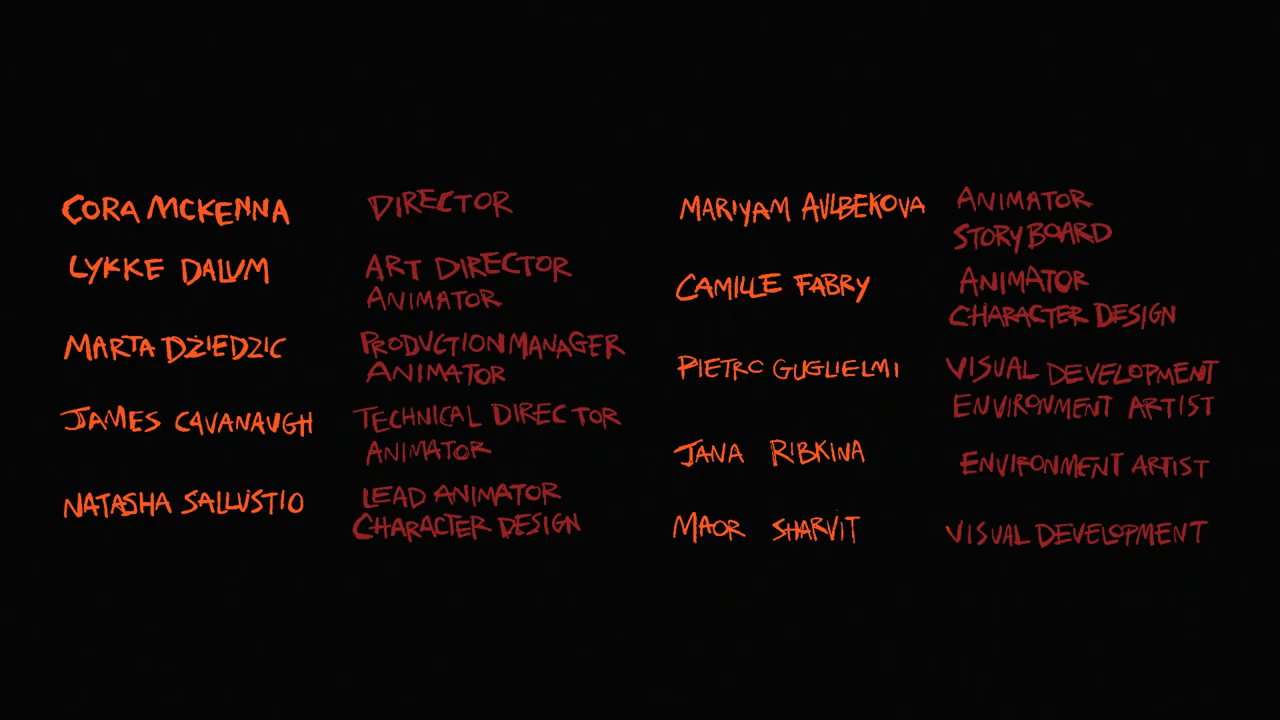 CORA MCKENNA DIRECTOR
LYKKE DALUM ART DIRECTOR
ANIMATOR
MARTA DZIEDZIC PRODUCTION MANAGER
ANIMATOR
JAMES CAVANAUGH TECHNICAL DIRECTOR
ANIMATOR
NATASHA SALLUSTIO LEAD ANIMATOR
CHARACTER DESIGN
MARIYAM AULBEKOVA ANIMATOR
STORYBOARD
CAMILLE FABRY ANIMATOR
CHARACTER DESIGN
PIETRO GUGLIELMI VISUAL DEVELOPMENT
ENVIRONMENT ARTIST
JANA RIBKINA ENVIRONMENT ARTIST
MAOR SHARVIT VISUAL DEVELOPMENT